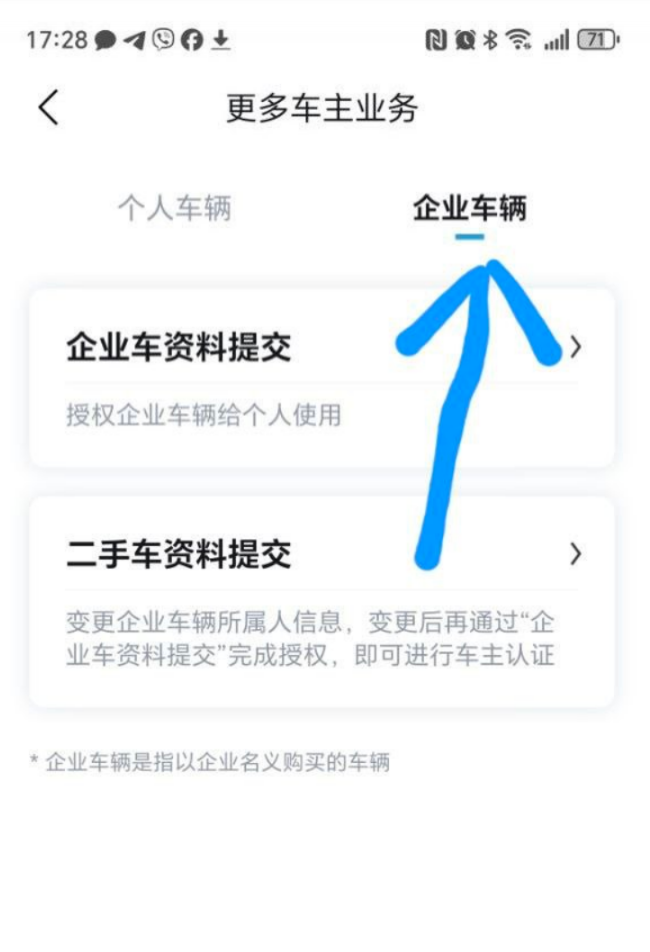 17:28
71
更多车主业务
个人车辆 企业车辆
企业车资料提交
授权企业车辆给个人使用
二手车资料提交
变更企业车辆所属人信息，变更后再通过“企
业车资料提交”完成授权，即可进行车主认证
* 企业车辆是指以企业名义购买的车辆